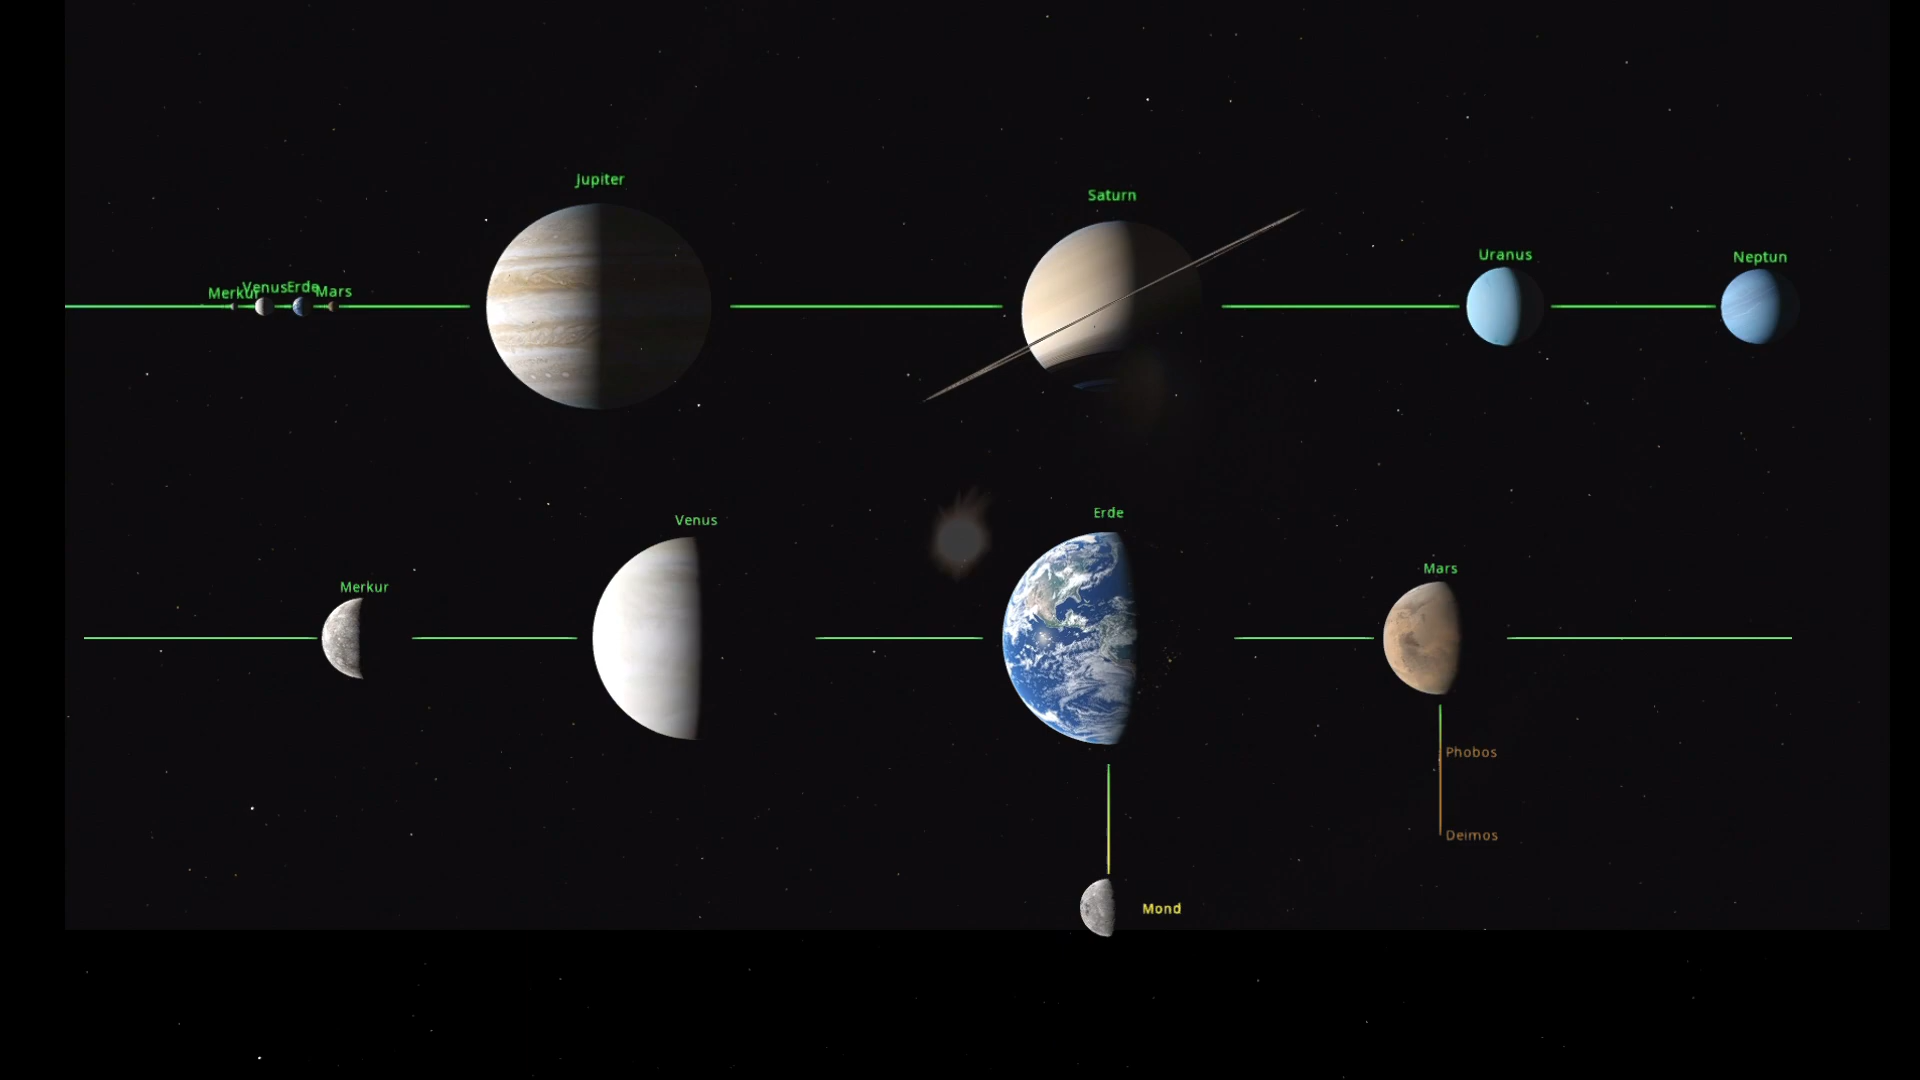 Jupiter
Saturn
Uranus
Neptun
Merkur
Venus
Erde
Mars
Erde
Venus
Mars
Merkur
Phobos
Deimos
Mond